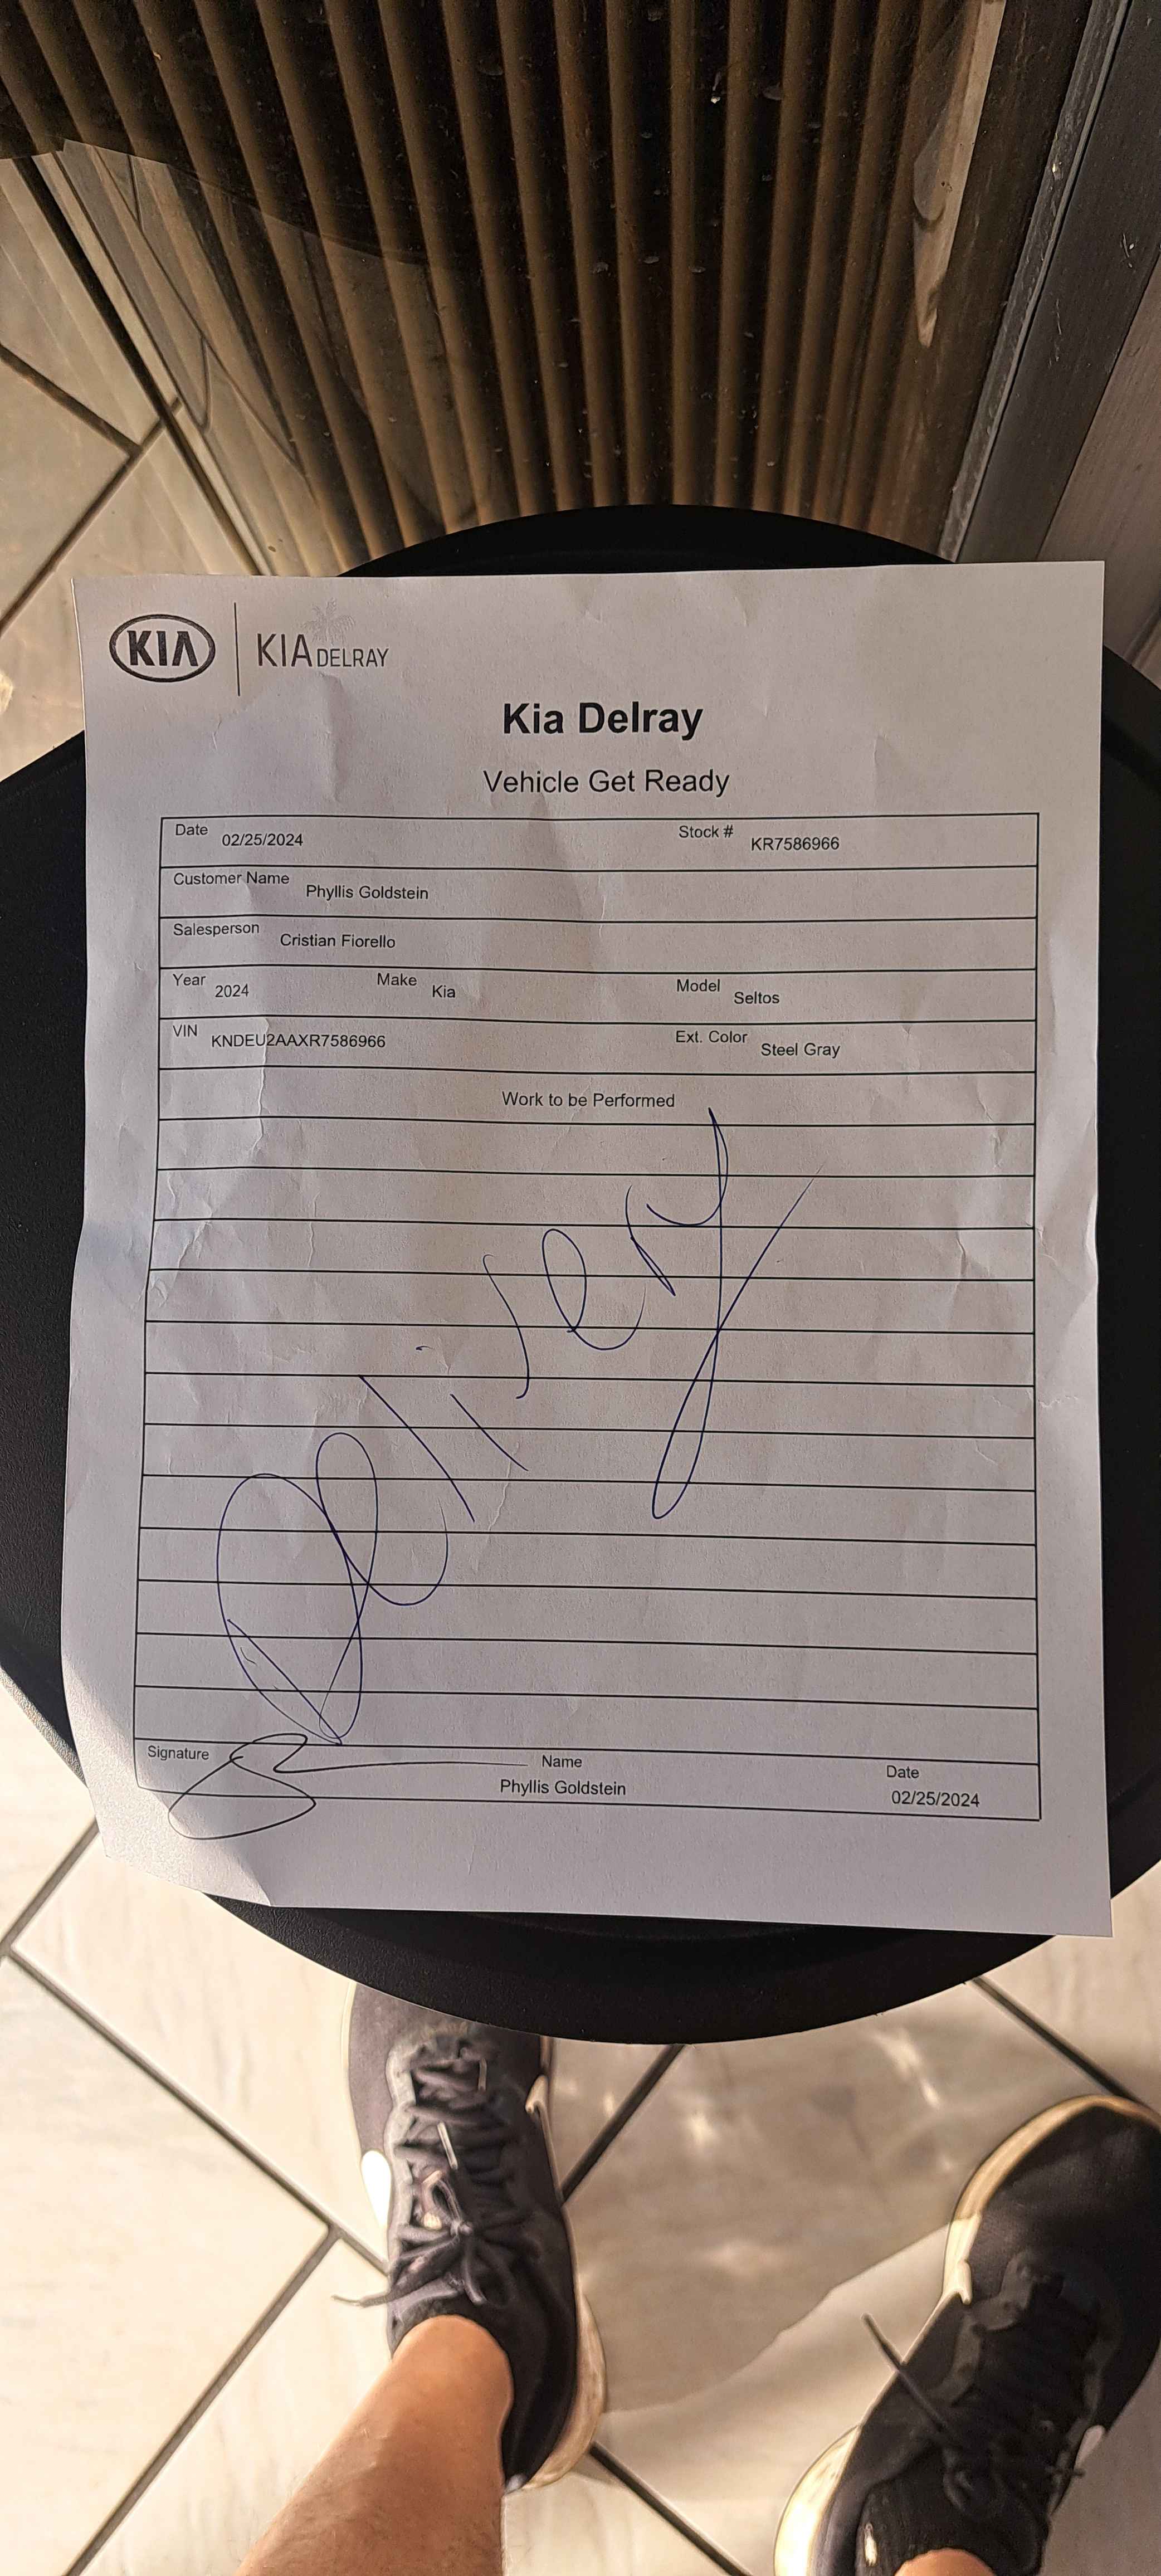 KIA KIA DELRAY
Kia Delray
Vehicle Get Ready
Date 02/25/2024 Stock # KR7586966
Customer Name Phyllis Goldstein
Salesperson Cristian Fiorello
Year 2024 Make Kia Model Seltos
VIN KNDEU2AAXR7586966 Ext. Color Steel Gray
Work to be Performed
Delivery
Signature Name Phyllis Goldstein Date 02/25/2024